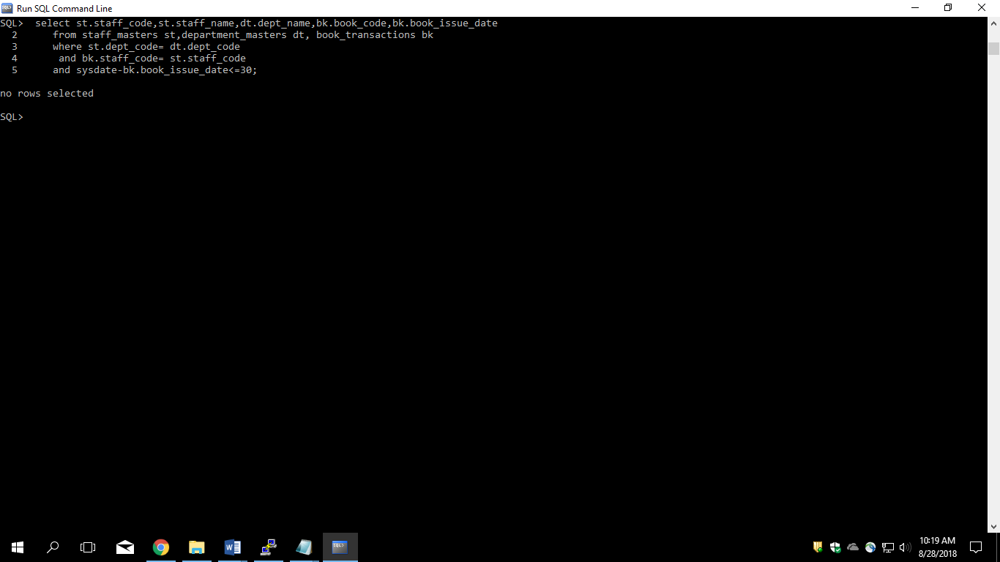 Run SQL Command Line
SQL>  select st.staff_code,st.staff_name,dt.dept_name,bk.book_code,bk.book_issue_date
  2      from staff_masters st,department_masters dt, book_transactions bk
  3      where st.dept_code= dt.dept_code
  4       and bk.staff_code= st.staff_code
  5      and sysdate-bk.book_issue_date<=30;
no rows selected
SQL>
10:19 AM
8/28/2018